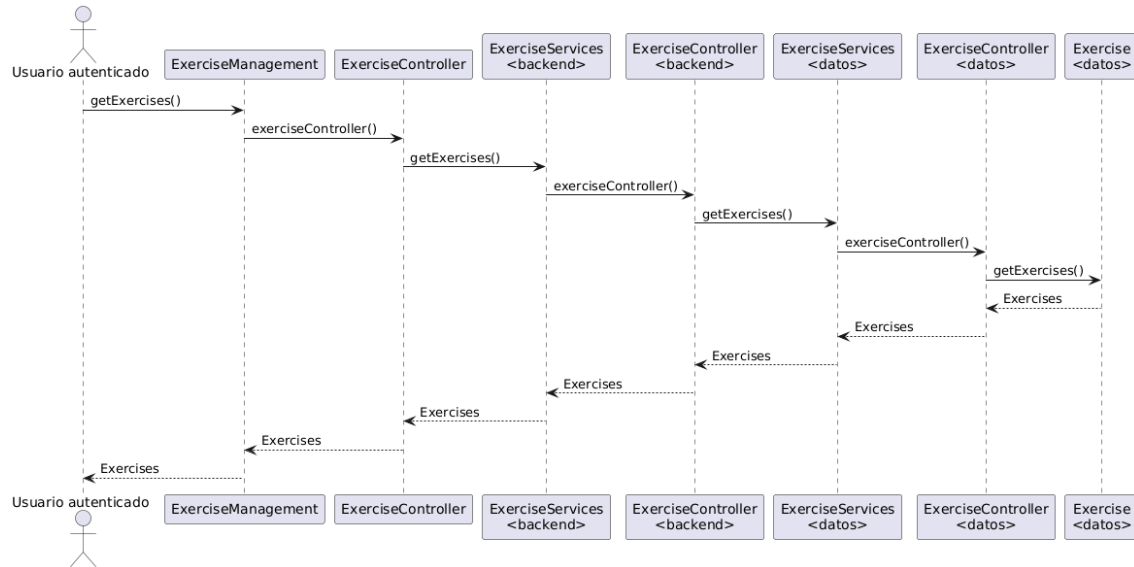 Usuario autenticado
ExerciseManagement
ExerciseController
ExerciseServices
<backend>
ExerciseController
<backend>
ExerciseServices
<datos>
ExerciseController
<datos>
Exercise
<datos>
getExercises()
exerciseController()
getExercises()
exerciseController()
getExercises()
exerciseController()
getExercises()
Exercises
Exercises
Exercises
Exercises
Exercises
Exercises
Exercises
Usuario autenticado
ExerciseManagement
ExerciseController
ExerciseServices
<backend>
ExerciseController
<backend>
ExerciseServices
<datos>
ExerciseController
<datos>
Exercise
<datos>